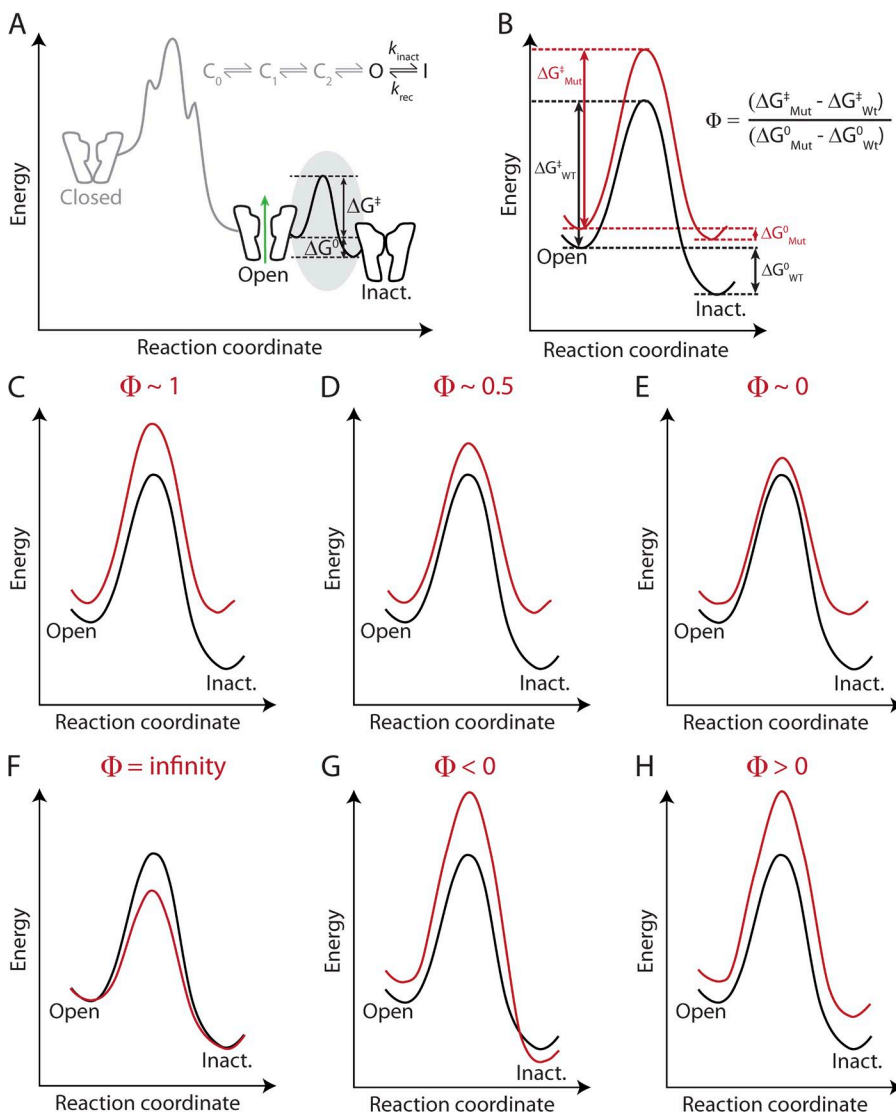 A
Energy
Closed
C₀ ⇌ C₁ ⇌ C₂ ⇌ O ⇌ I
kinact
krec
Open
ΔG‡
ΔG⁰
Inact.
Reaction coordinate
B
Energy
ΔG‡Mut
ΔG‡WT
Open
ΔG⁰Mut
ΔG⁰WT
Inact.
Reaction coordinate
Φ = (ΔG‡Mut - ΔG‡Wt) / (ΔG⁰Mut - ΔG⁰Wt)
C
Φ ~ 1
Energy
Open
Inact.
Reaction coordinate
D
Φ ~ 0.5
Energy
Open
Inact.
Reaction coordinate
E
Φ ~ 0
Energy
Open
Inact.
Reaction coordinate
F
Φ = infinity
Energy
Open
Inact.
Reaction coordinate
G
Φ < 0
Energy
Open
Inact.
Reaction coordinate
H
Φ > 0
Energy
Open
Inact.
Reaction coordinate